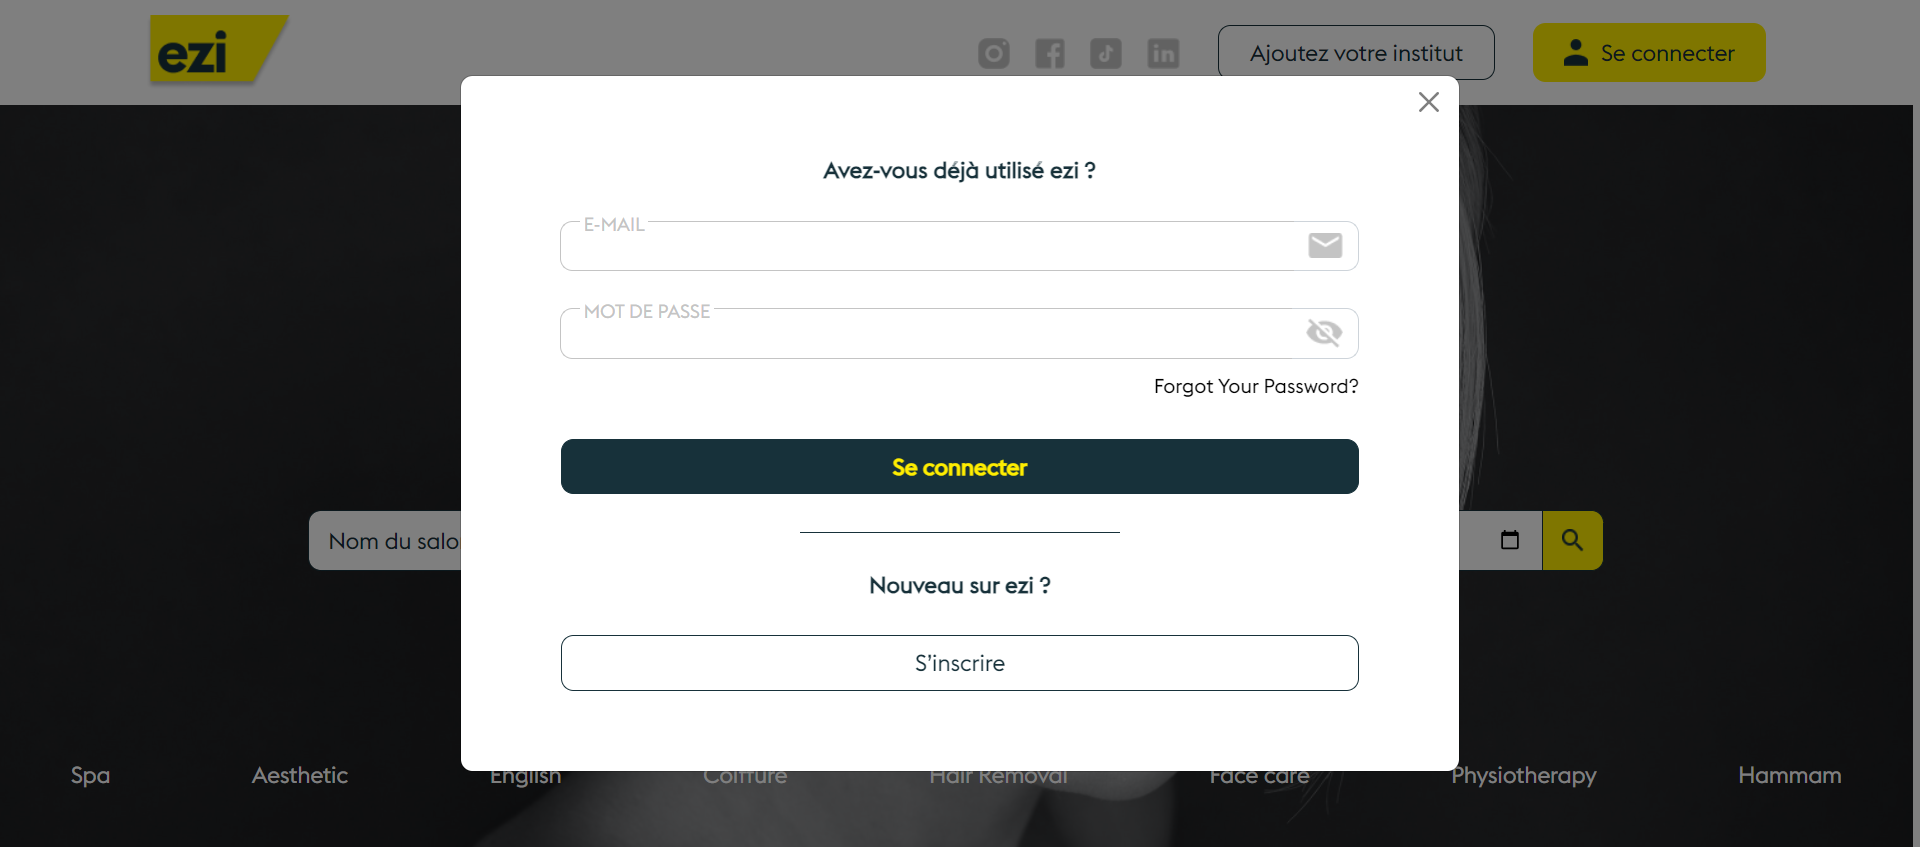 ezi
Ajoutez votre institut
Se connecter
Avez-vous déjà utilisé ezi ?
E-MAIL
MOT DE PASSE
Forgot Your Password?
Se connecter
Nom du salo
Nouveau sur ezi ?
S'inscrire
Spa
Aesthetic
English
Coiffure
Hair Removal
Face care
Physiotherapy
Hammam